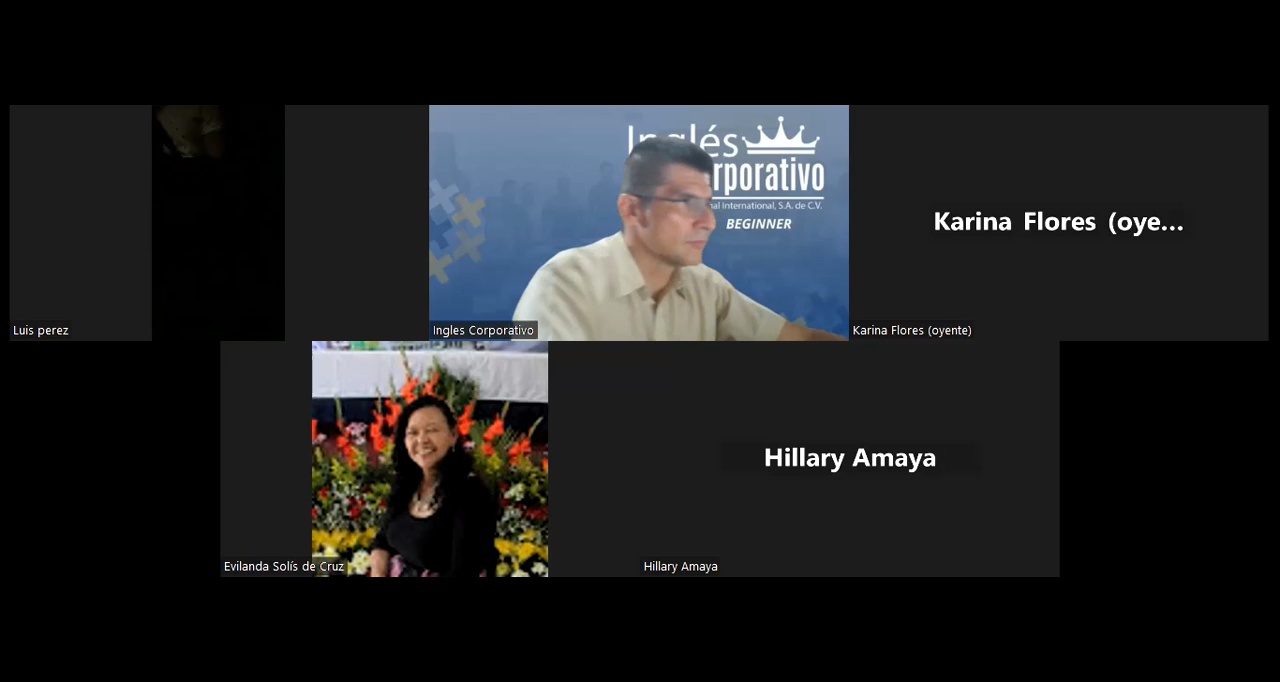 Inglés
rporativo
nal International, S.A. de C.V.
BEGINNER
Karina Flores (oye...
Luis perez
Ingles Corporativo
Karina Flores (oyente)
Hillary Amaya
Evilanda Solís de Cruz
Hillary Amaya